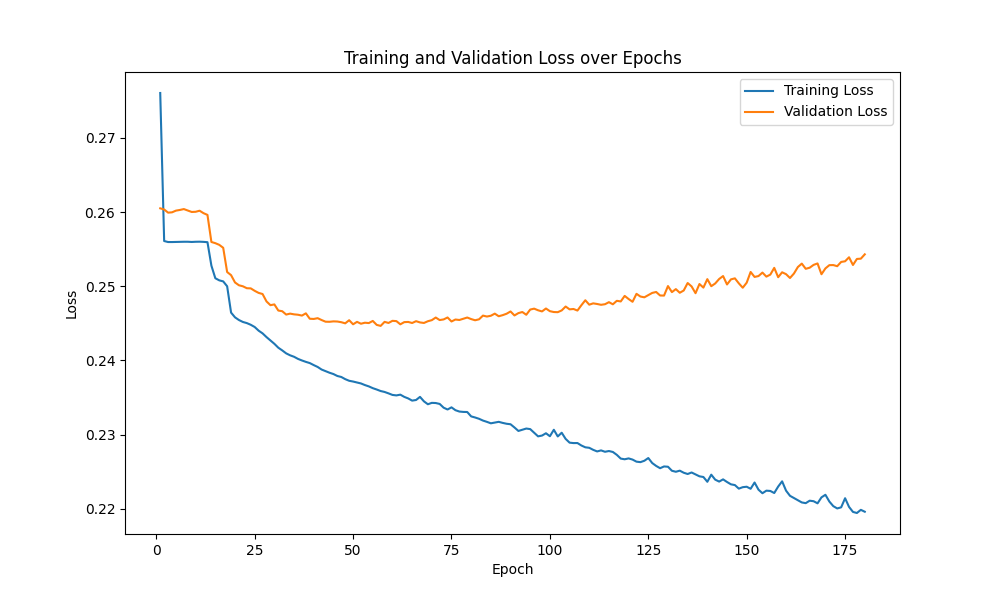 Training and Validation Loss over Epochs
Training Loss
Validation Loss
0.27
0.26
0.25
0.24
0.23
0.22
Loss
0 25 50 75 100 125 150 175
Epoch